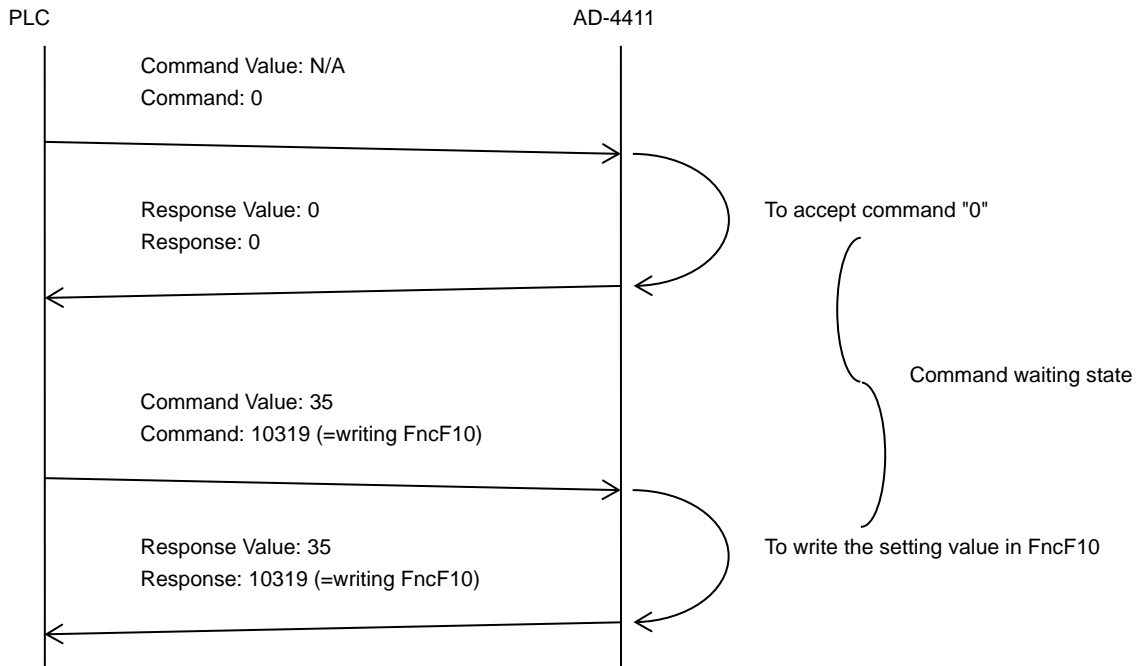 PLC
AD-4411
Command Value: N/A
Command: 0
Response Value: 0
Response: 0
To accept command "0"
Command waiting state
Command Value: 35
Command: 10319 (=writing FncF10)
Response Value: 35
Response: 10319 (=writing FncF10)
To write the setting value in FncF10